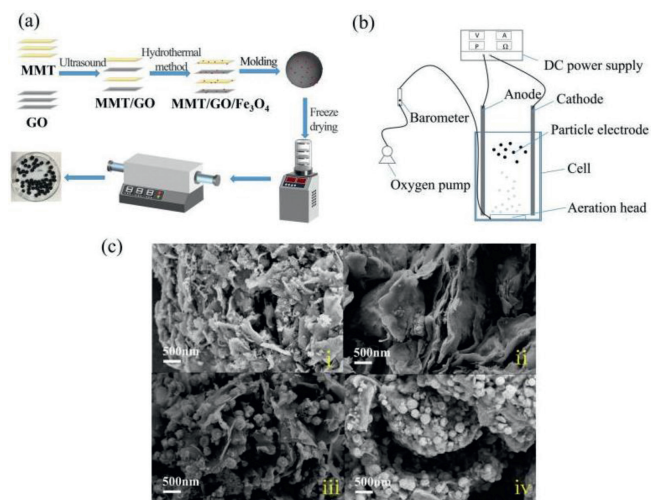 (a)
MMT
GO
Ultrasound
MMT/GO
Hydrothermal
method
MMT/GO/Fe3O4
Molding
Freeze
drying
(b)
V A
P Ω
DC power supply
Anode
Cathode
Barometer
Particle electrode
Cell
Oxygen pump
Aeration head
(c)
i
500nm
ii
500nm
iii
500nm
iv
500nm